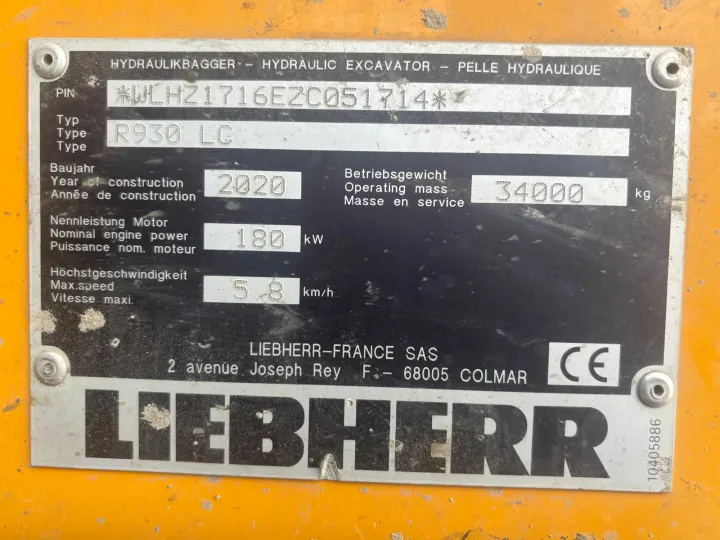 HYDRAULIKBAGGER - HYDRAULIC EXCAVATOR - PELLE HYDRAULIQUE
PIN *WLHZ1716EZC051714*
Typ
Type R930 LC
Type
Baujahr
Year of construction 2020
Année de construction
Betriebsgewicht
Operating mass 34000 kg
Masse en service
Nennleistung Motor
Nominal engine power 180 kW
Puissance nom. moteur
Höchstgeschwindigkeit
Max.speed 5.8 km/h
Vitesse maxi.
LIEBHERR-FRANCE SAS
2 avenue Joseph Rey F - 68005 COLMAR
CE
LIEBHERR
10405886